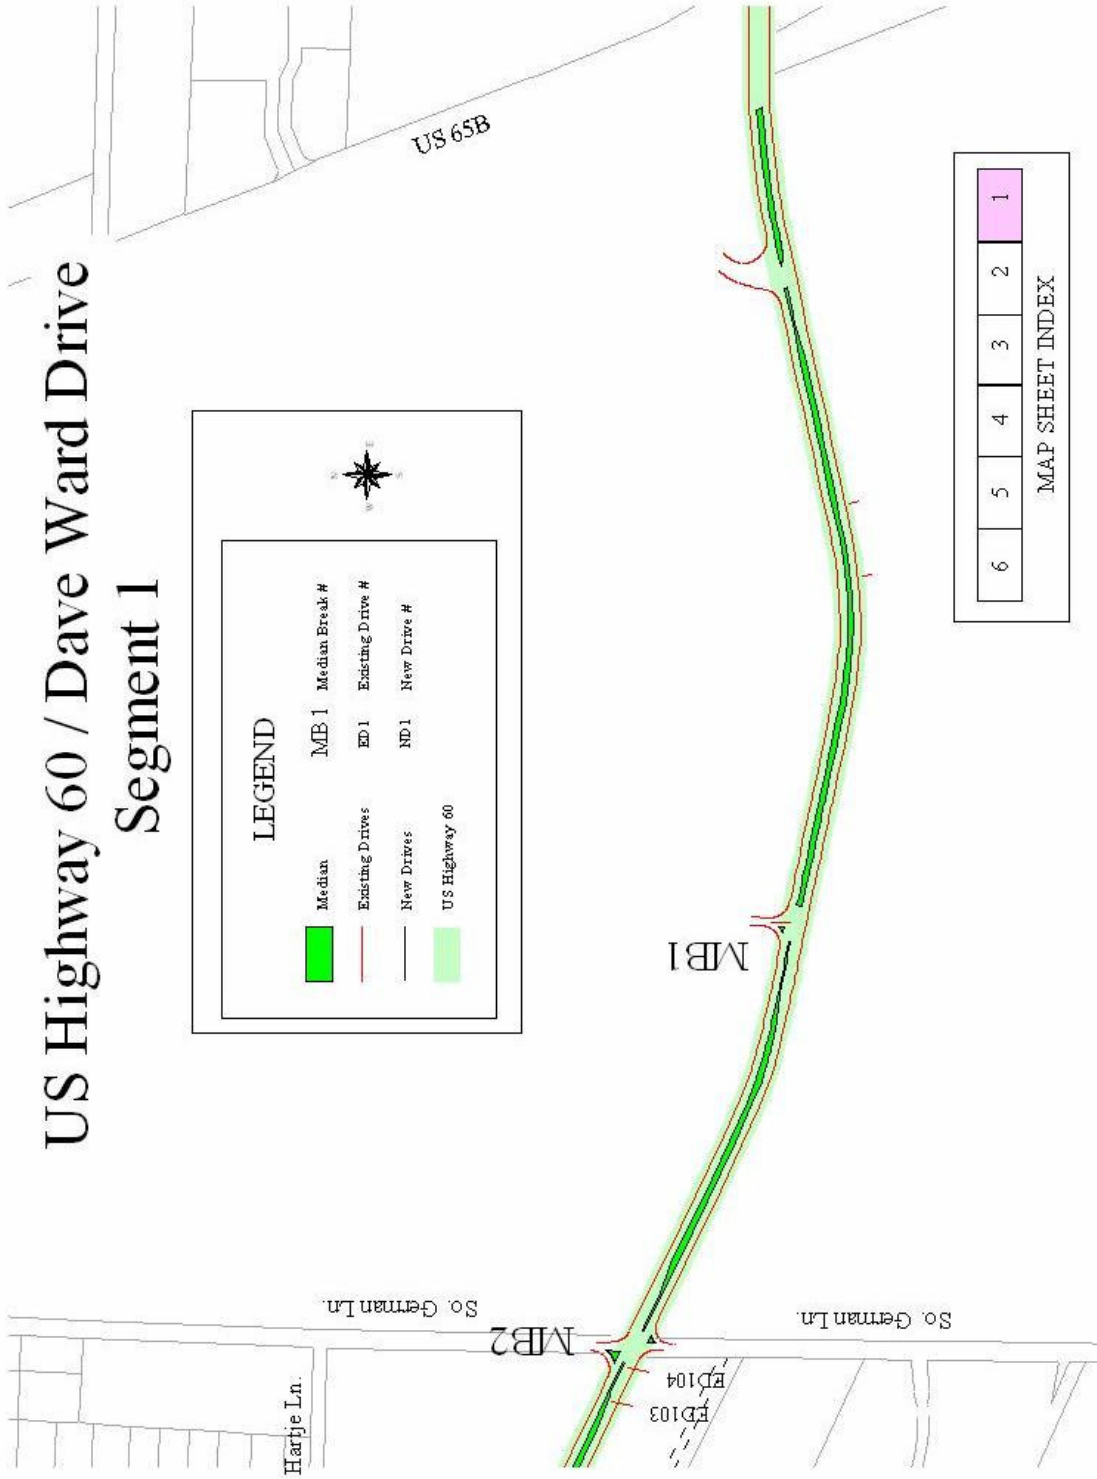 US Highway 60 / Dave Ward Drive
Segment 1
US 65B
LEGEND
Median
MB 1 Median Break #
Existing Drives
ED 1 Existing Drive #
New Drives
ND 1 New Drive #
US Highway 60
N
W
E
S
MB1
MB2
So. German Ln.
So. German Ln.
Hartje Ln.
ED103
ED104
6 5 4 3 2 1
MAP SHEET INDEX